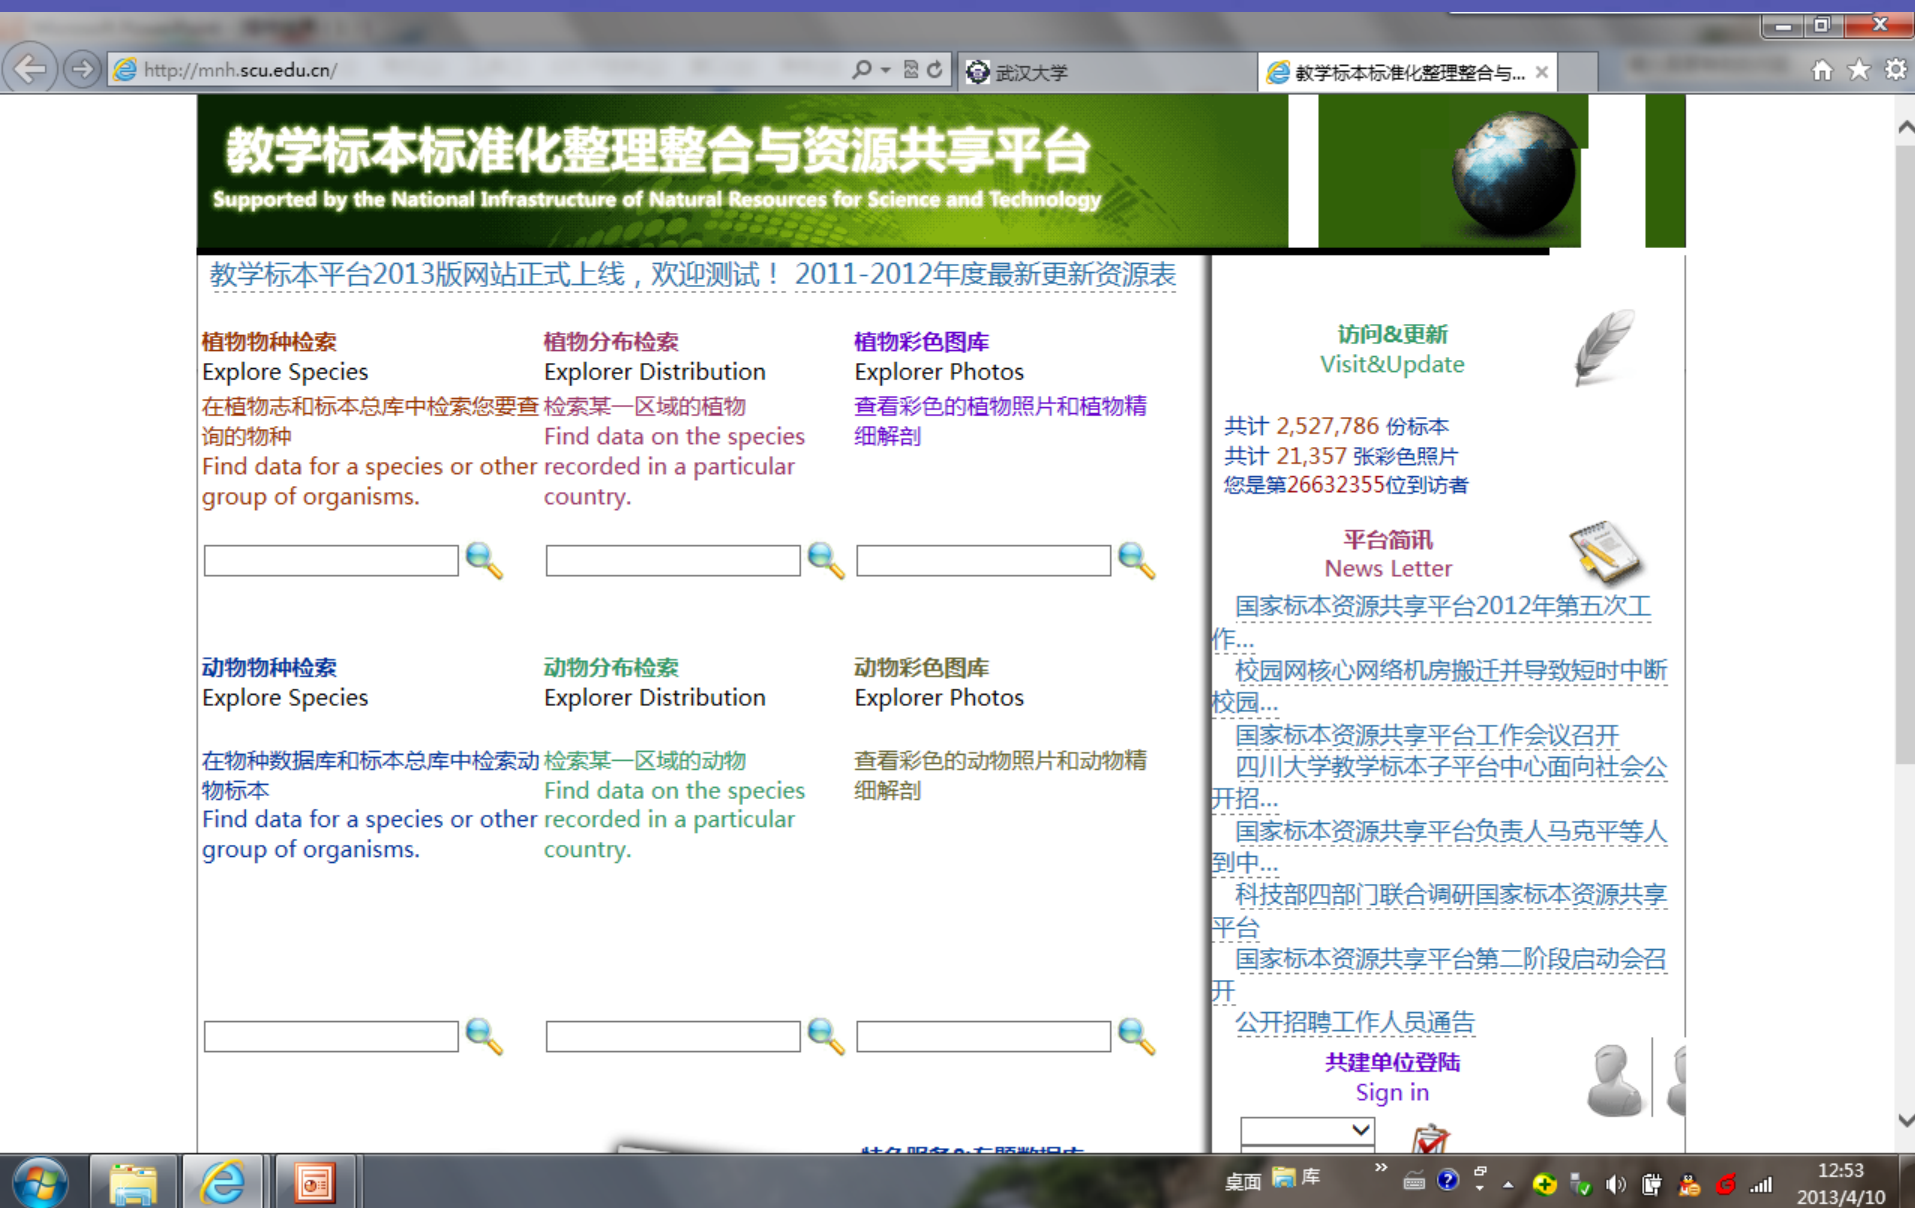 http://mnh.scu.edu.cn/
武汉大学
教学标本标准化整理整合与...
教学标本标准化整理整合与资源共享平台
Supported by the National Infrastructure of Natural Resources for Science and Technology
教学标本平台2013版网站正式上线，欢迎测试！ 2011-2012年度最新更新资源表
植物物种检索
Explore Species
在植物志和标本总库中检索您要查
询的物种
Find data for a species or other
group of organisms.
植物分布检索
Explorer Distribution
检索某一区域的植物
Find data on the species
recorded in a particular
country.
植物彩色图库
Explorer Photos
查看彩色的植物照片和植物精
细解剖
动物物种检索
Explore Species
在物种数据库和标本总库中检索动
物标本
Find data for a species or other
group of organisms.
动物分布检索
Explorer Distribution
检索某一区域的动物
Find data on the species
recorded in a particular
country.
动物彩色图库
Explorer Photos
查看彩色的动物照片和动物精
细解剖
访问&更新
Visit&Update
共计 2,527,786 份标本
共计 21,357 张彩色照片
您是第26632355位到访者
平台简讯
News Letter
国家标本资源共享平台2012年第五次工
作...
校园网核心网络机房搬迁并导致短时中断
校园...
国家标本资源共享平台工作会议召开
四川大学教学标本子平台中心面向社会公
开招...
国家标本资源共享平台负责人马克平等人
到中...
科技部四部门联合调研国家标本资源共享
平台
国家标本资源共享平台第二阶段启动会召
开
公开招聘工作人员通告
共建单位登陆
Sign in
桌面
库
12:53
2013/4/10